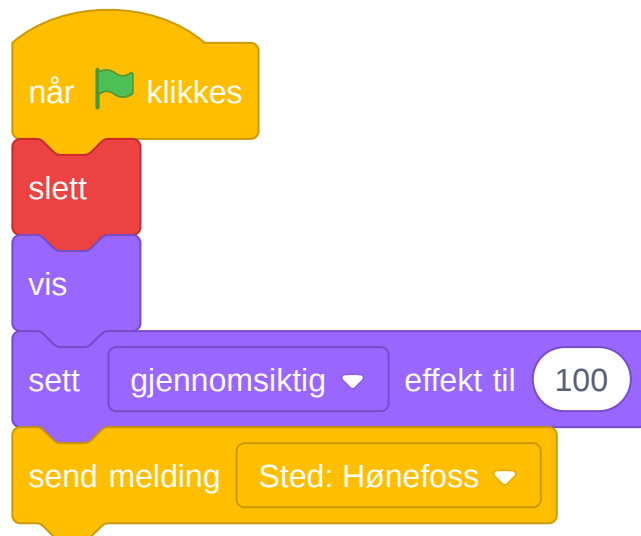 når klikkes
slett
vis
sett gjennomsiktig effekt til 100
send melding Sted: Hønefoss